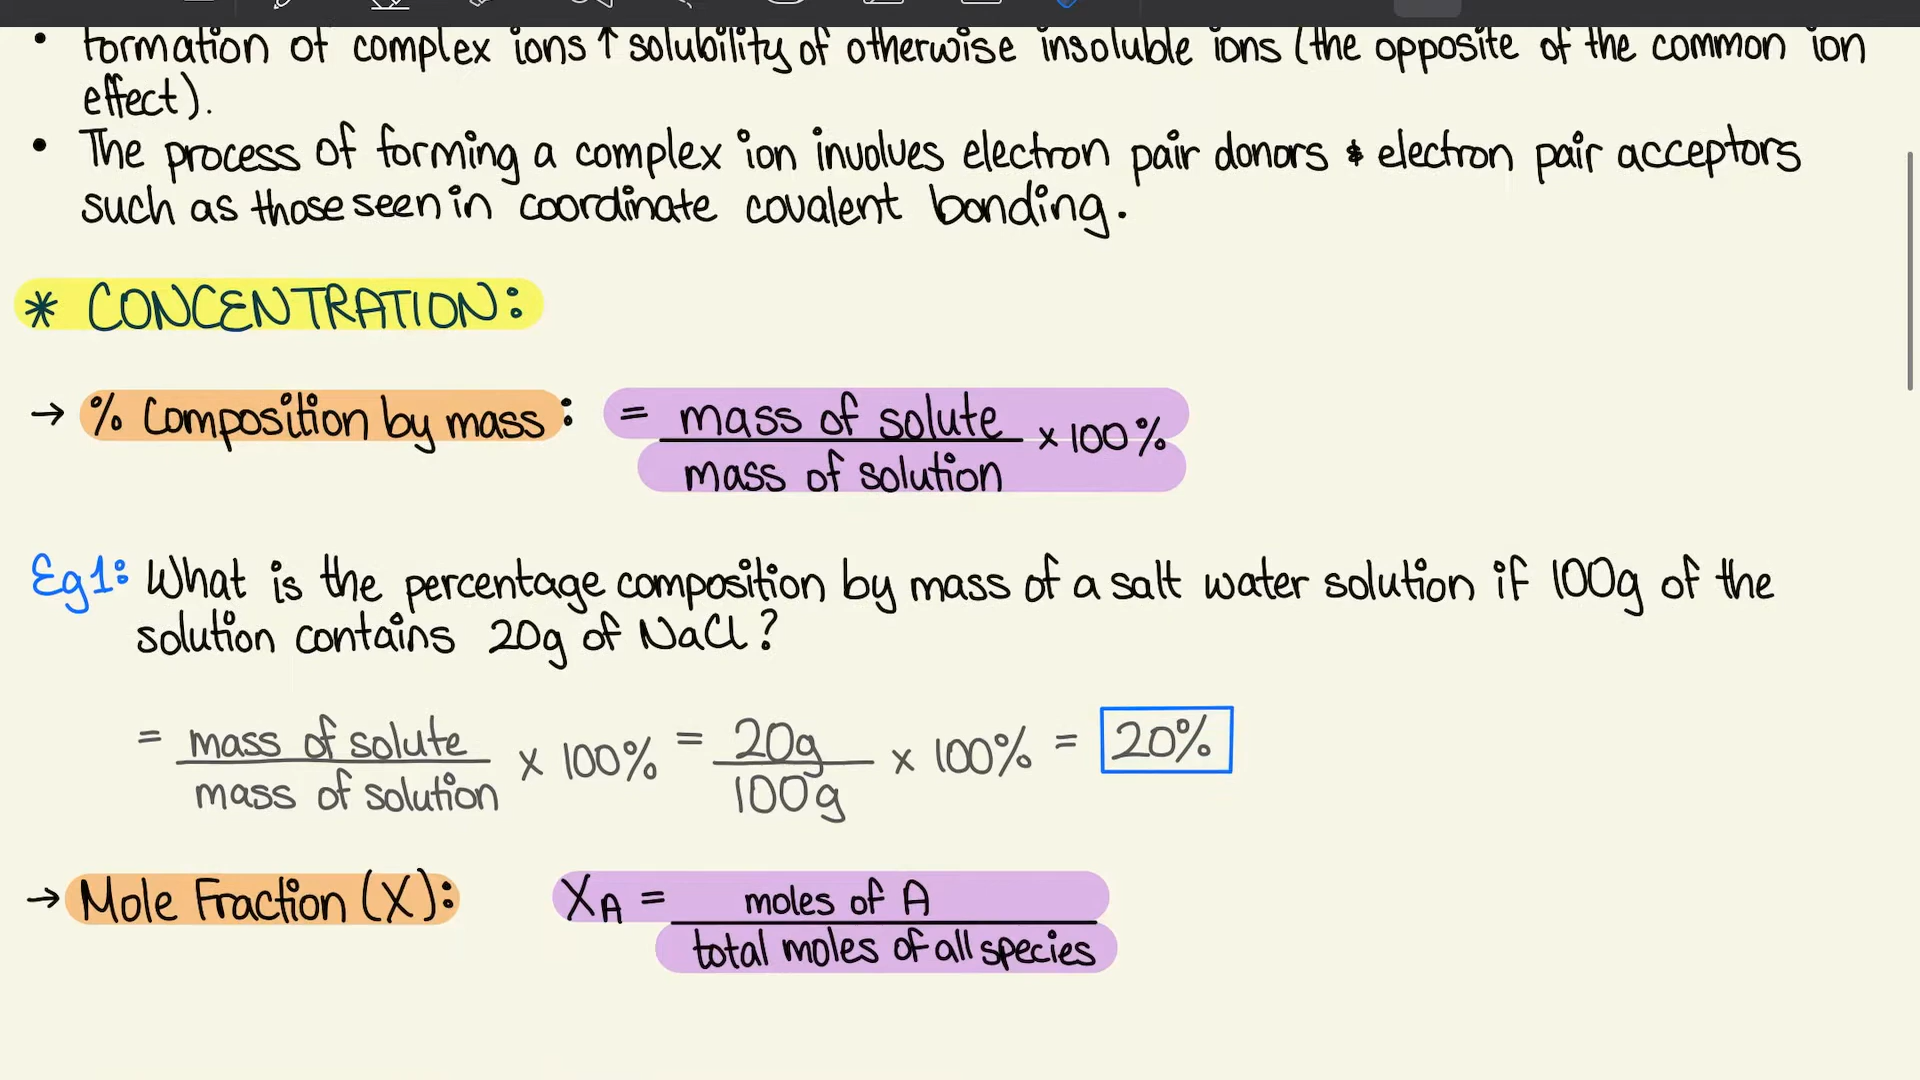 • formation of complex ions ↑ solubility of otherwise insoluble ions (the opposite of the common ion
effect).
• The process of forming a complex ion involves electron pair donors & electron pair acceptors
such as those seen in coordinate covalent bonding.
* CONCENTRATION:
→ % Composition by mass: = mass of solute / mass of solution × 100%
Eg1: What is the percentage composition by mass of a salt water solution if 100g of the
solution contains 20g of NaCl?
= mass of solute / mass of solution × 100% = 20g / 100g × 100% = 20%
→ Mole Fraction (X): X_A = moles of A / total moles of all species